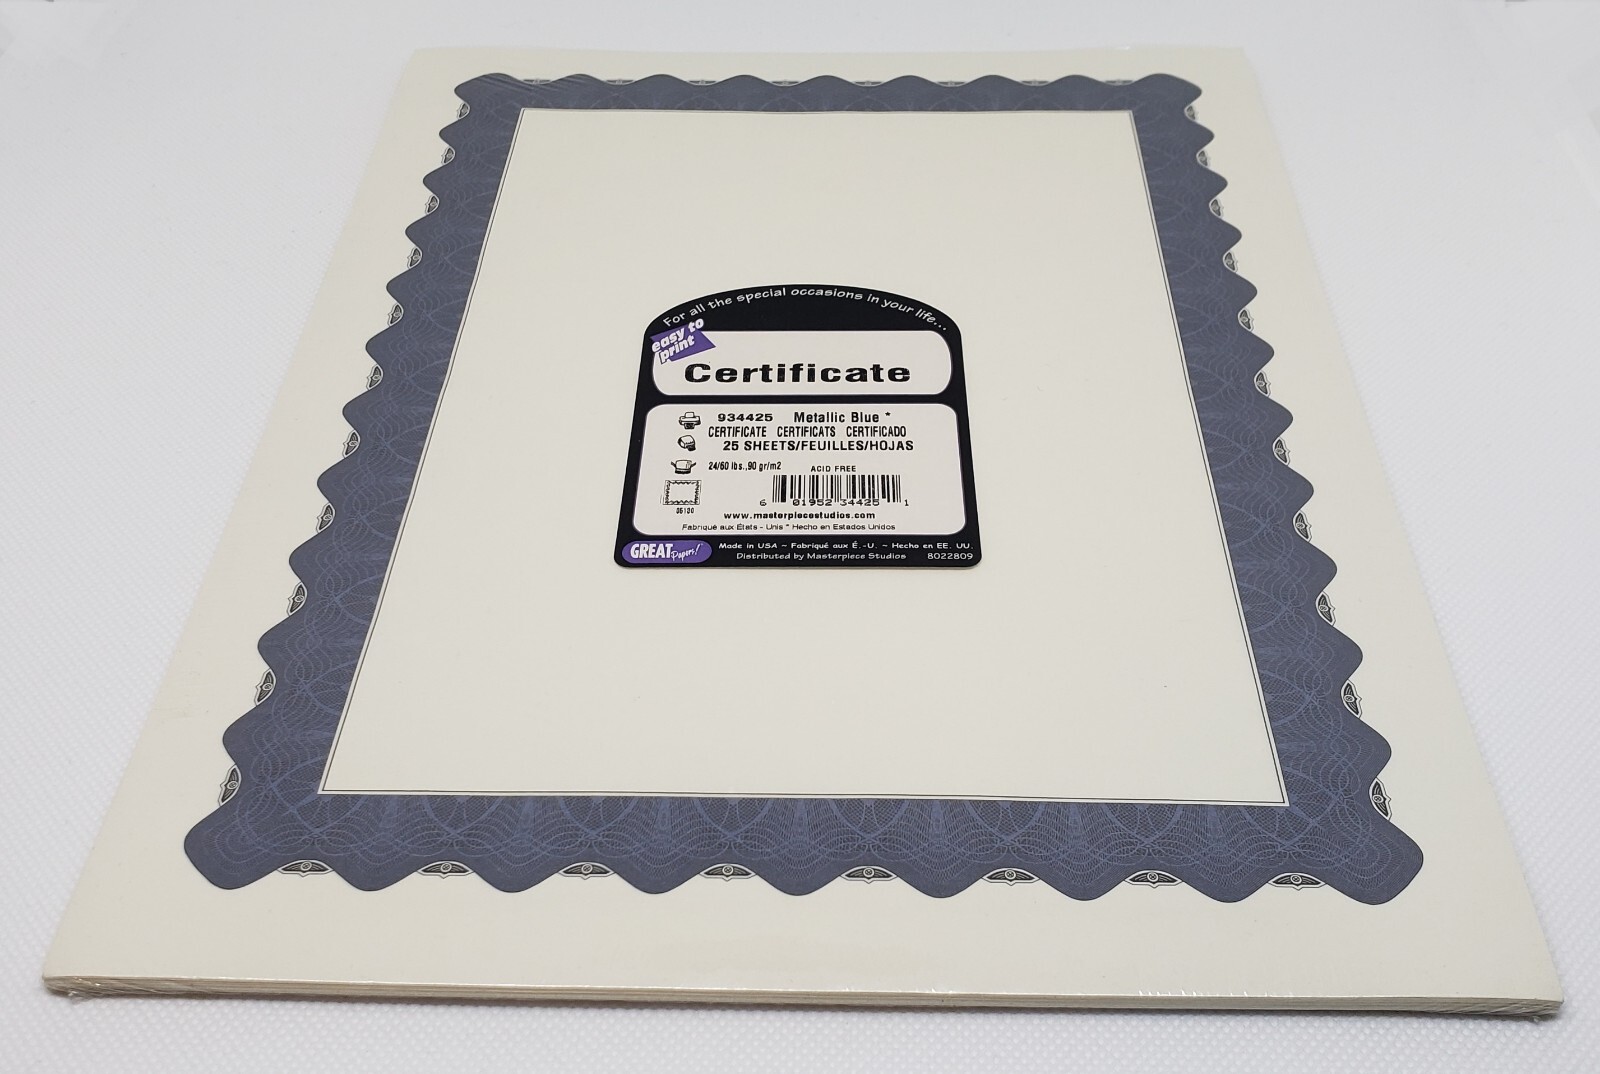 For all the special occasions in your life...
easy to
print
Certificate
934425 Metallic Blue *
CERTIFICATE CERTIFICATS CERTIFICADO
25 SHEETS/FEUILLES/HOJAS
24/60 lbs.,90 gr/m2
ACID FREE
6 01952 34425 1
www.masterpiecestudios.com
Fabriqué aux États - Unis * Hecho en Estados Unidos
GREAT Papers!
Made in USA ~ Fabriqué aux É.-U. ~ Hecho en EE. UU.
Distributed by Masterpiece Studios 8022809